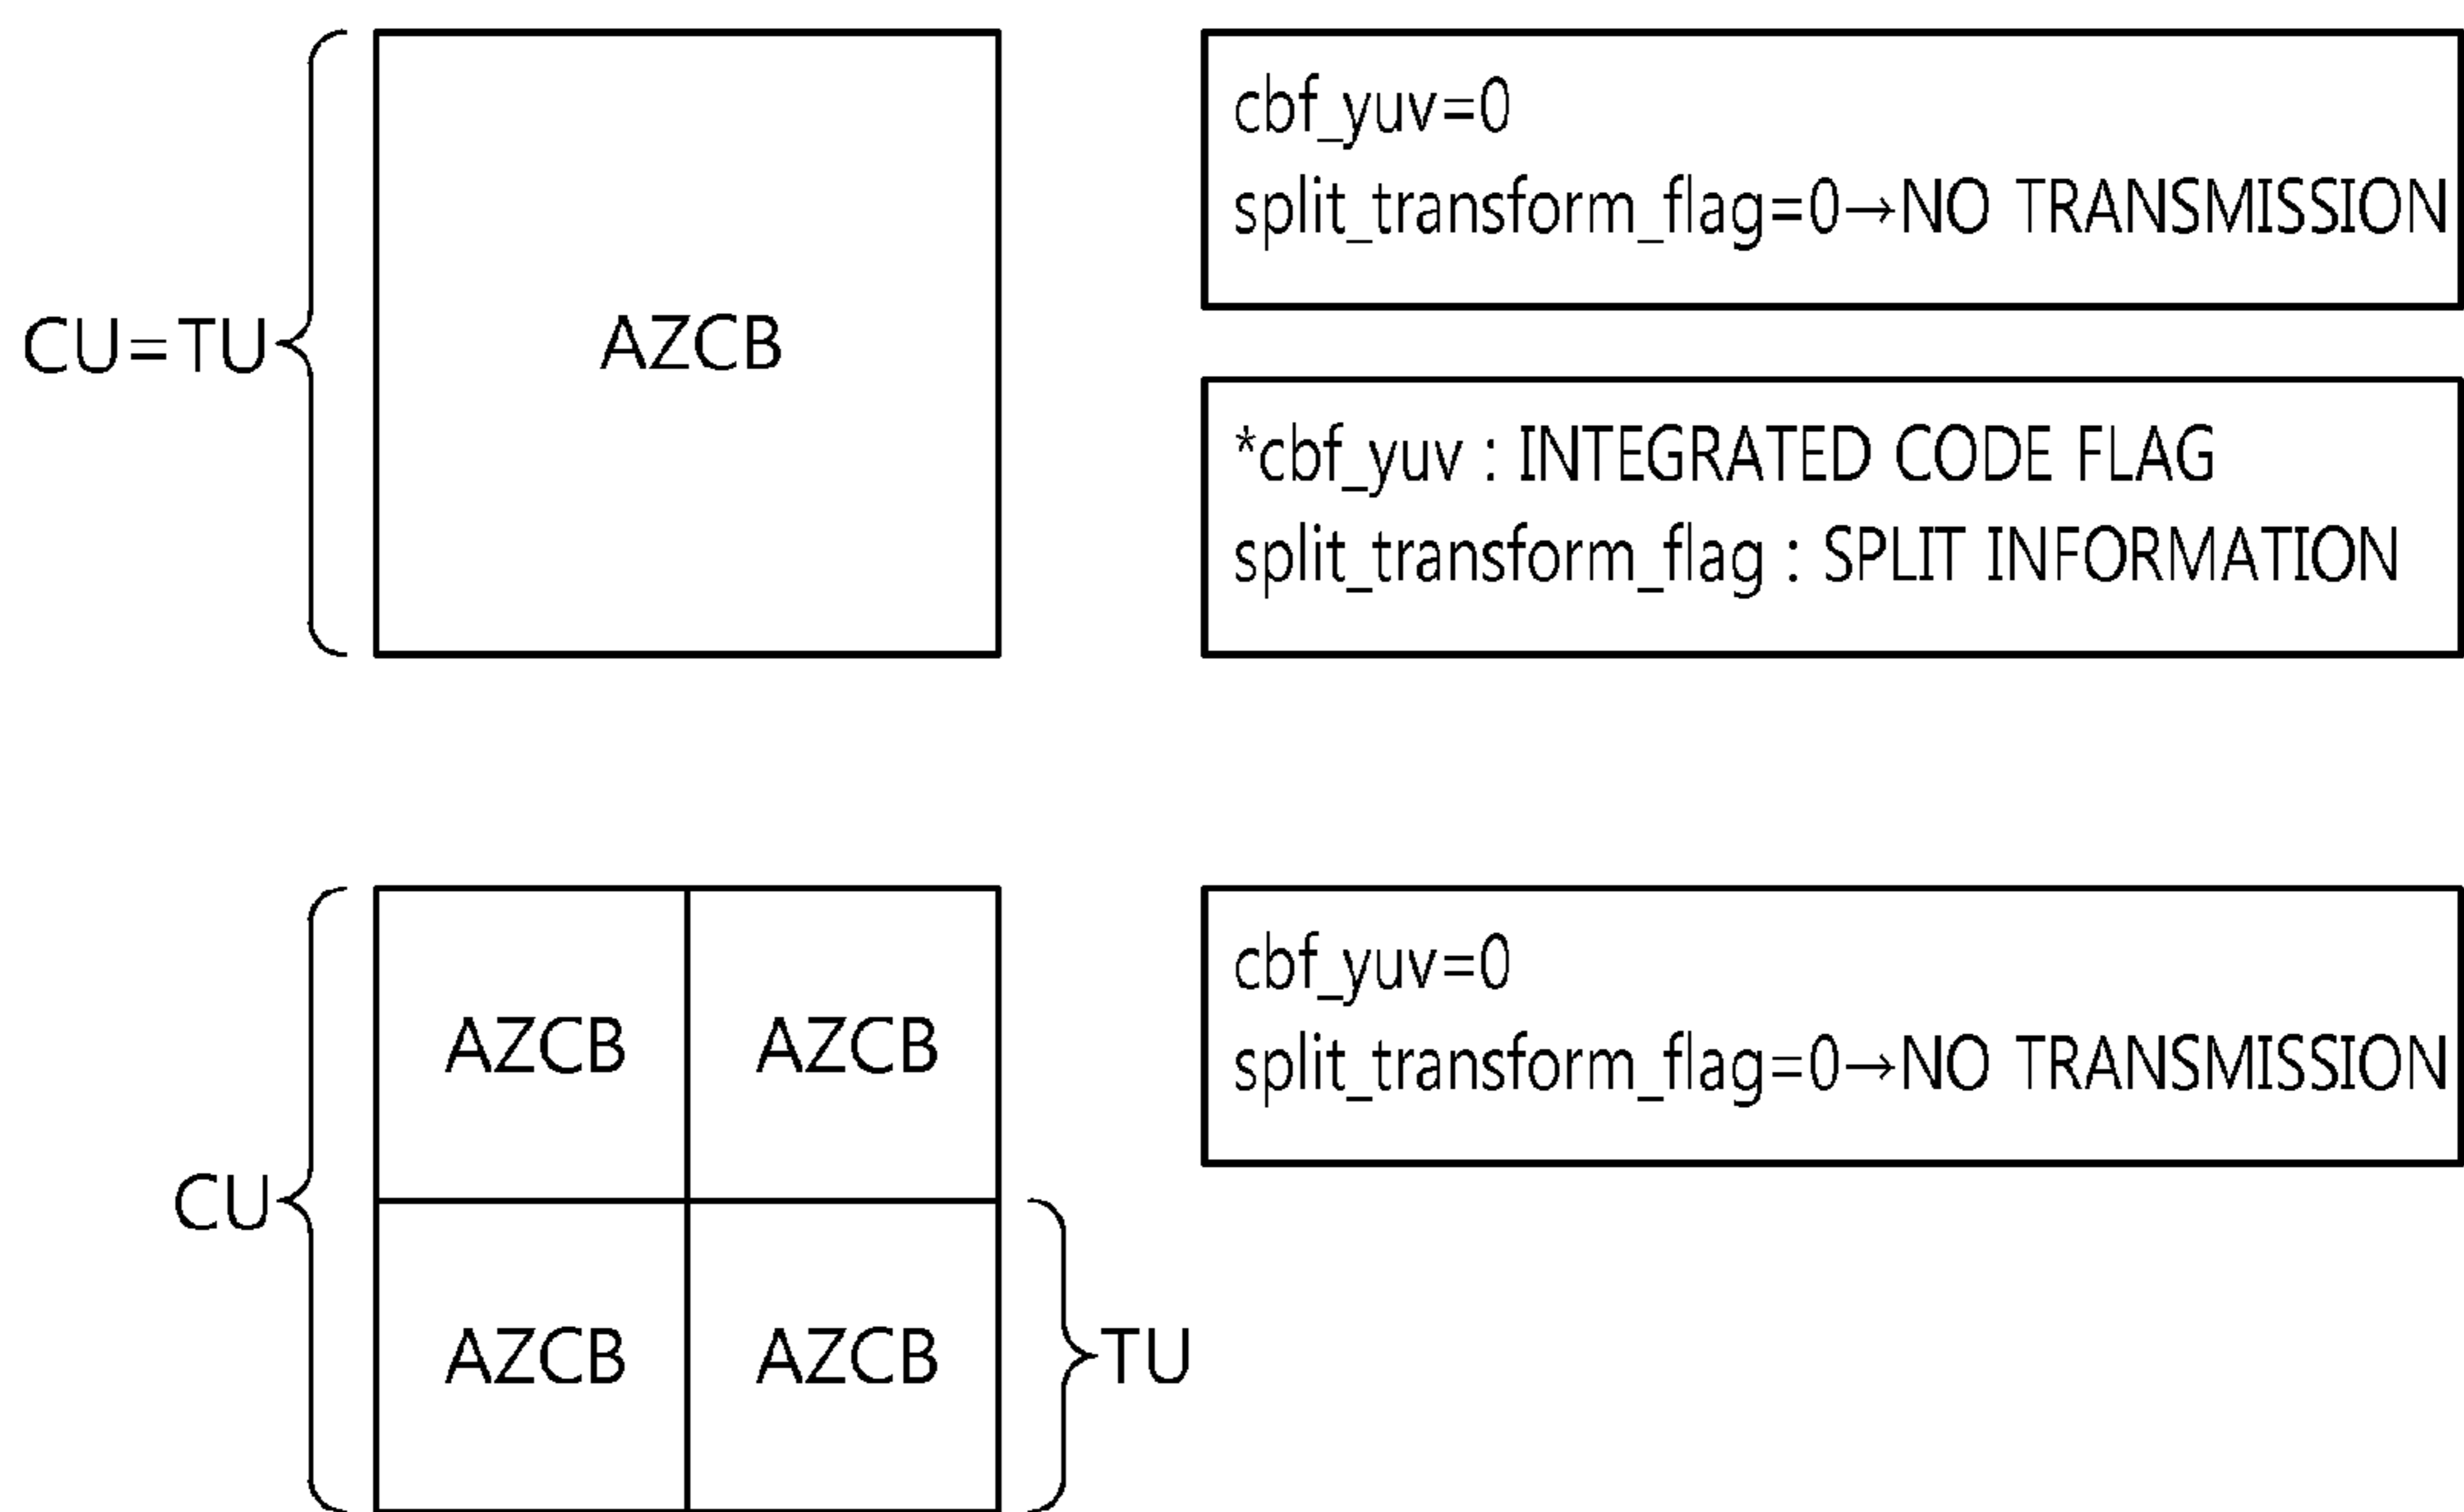 CU=TU
AZCB
cbf_yuv=0
split_transform_flag=0→NO TRANSMISSION
*cbf_yuv : INTEGRATED CODE FLAG
split_transform_flag : SPLIT INFORMATION
CU
AZCB AZCB
AZCB AZCB
TU
cbf_yuv=0
split_transform_flag=0→NO TRANSMISSION